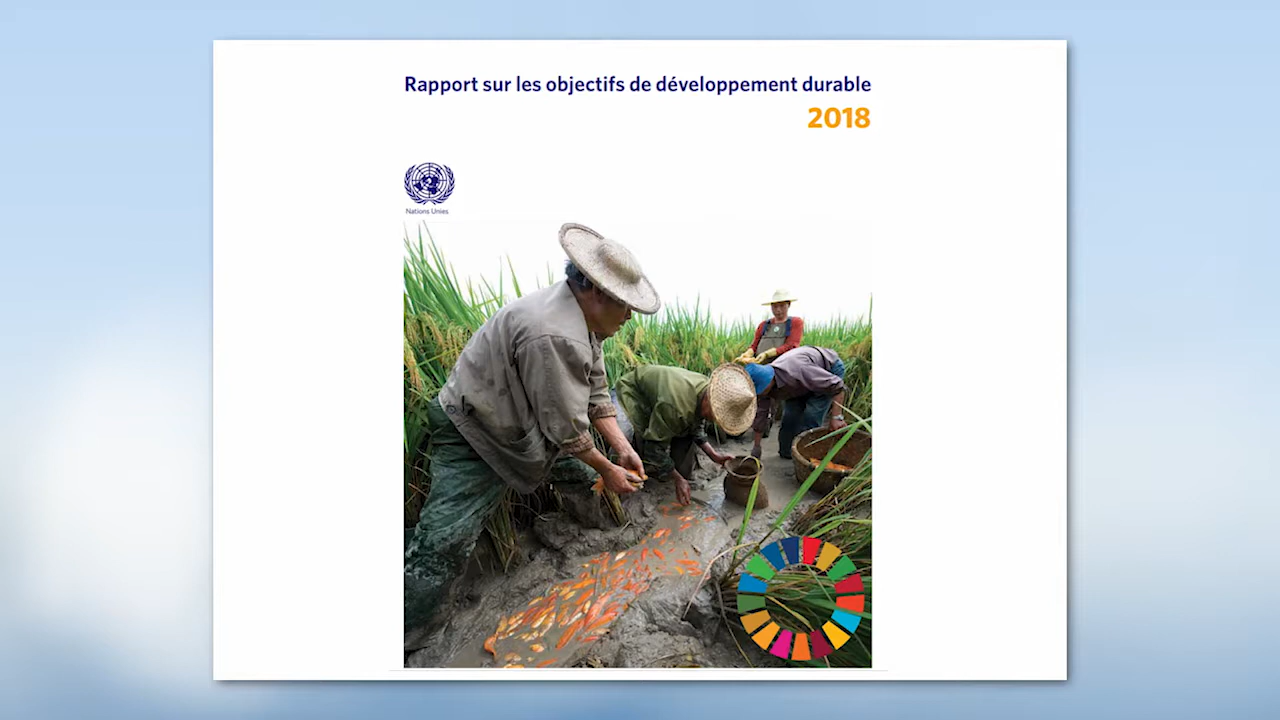 Rapport sur les objectifs de développement durable
2018
Nations Unies